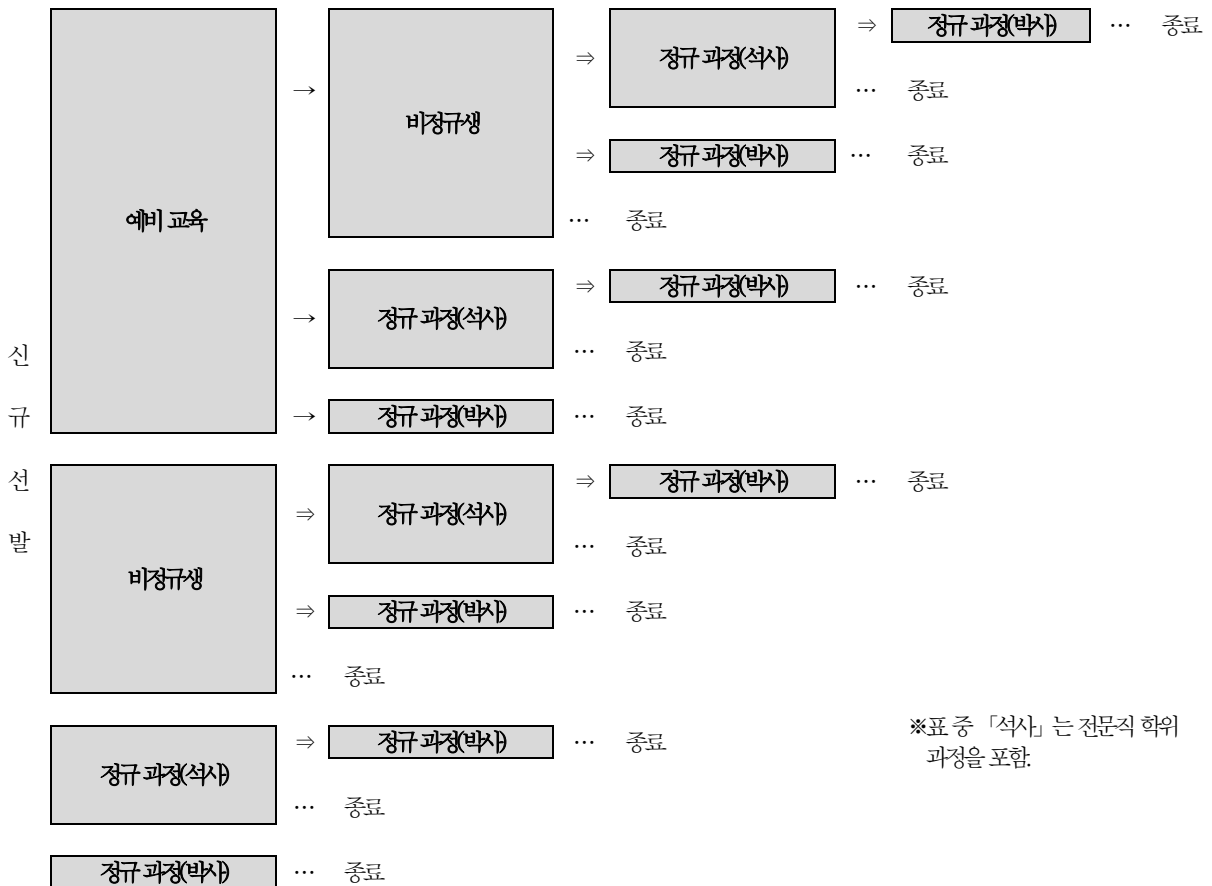 ⇒ 정규 과정(박사) … 종료
⇒ 정규 과정(석사)
→ … 종료
비정규생
⇒ 정규 과정(박사) … 종료
예비 교육 … 종료
⇒ 정규 과정(박사) … 종료
→ 정규 과정(석사)
… 종료
→ 정규 과정(박사) … 종료
신규선발
⇒ 정규 과정(박사) … 종료
⇒ 정규 과정(석사)
… 종료
비정규생
⇒ 정규 과정(박사) … 종료
… 종료
⇒ 정규 과정(박사) … 종료
정규 과정(석사)
… 종료
정규 과정(박사) … 종료
※표 중 「석사」는 전문직 학위
과정을 포함.